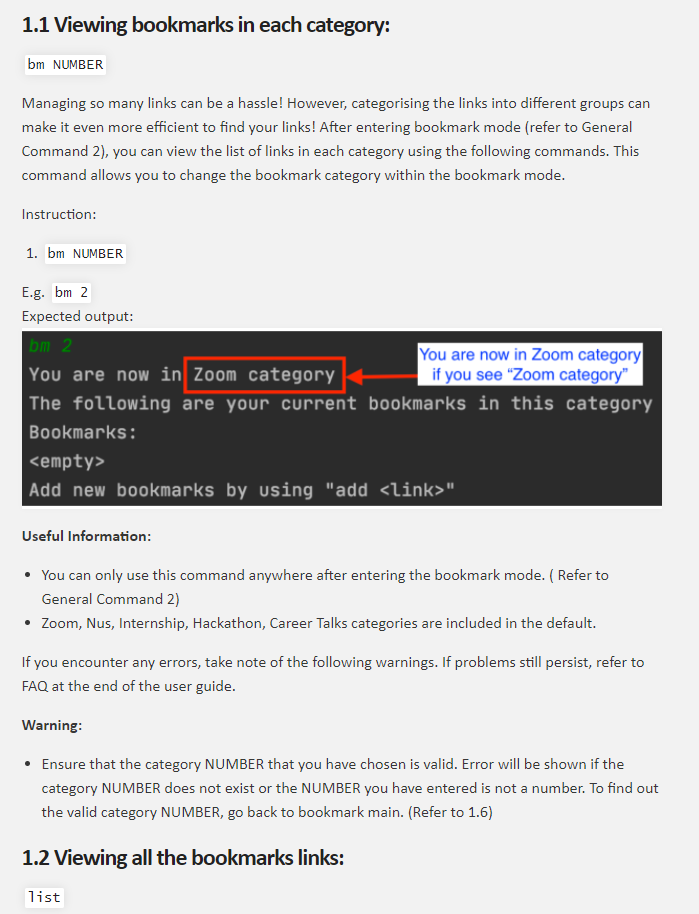 1.1 Viewing bookmarks in each category:
bm NUMBER
Managing so many links can be a hassle! However, categorising the links into different groups can
make it even more efficient to find your links! After entering bookmark mode (refer to General
Command 2), you can view the list of links in each category using the following commands. This
command allows you to change the bookmark category within the bookmark mode.
Instruction:
1. bm NUMBER
E.g. bm 2
Expected output:
bm 2
You are now in Zoom category
You are now in Zoom category
if you see “Zoom category”
The following are your current bookmarks in this category
Bookmarks:
<empty>
Add new bookmarks by using "add <link>"
Useful Information:
• You can only use this command anywhere after entering the bookmark mode. ( Refer to
General Command 2)
• Zoom, Nus, Internship, Hackathon, Career Talks categories are included in the default.
If you encounter any errors, take note of the following warnings. If problems still persist, refer to
FAQ at the end of the user guide.
Warning:
• Ensure that the category NUMBER that you have chosen is valid. Error will be shown if the
category NUMBER does not exist or the NUMBER you have entered is not a number. To find out
the valid category NUMBER, go back to bookmark main. (Refer to 1.6)
1.2 Viewing all the bookmarks links:
list